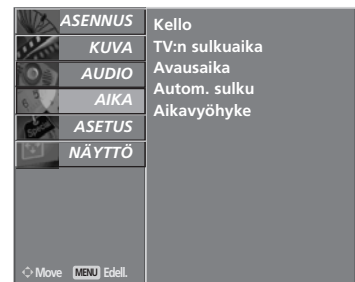 ASENNUS
KUVA
AUDIO
AIKA
ASETUS
NÄYTTÖ
Kello
TV:n sulkuaika
Avausaika
Autom. sulku
Aikavyöhyke
Move MENU Edell.